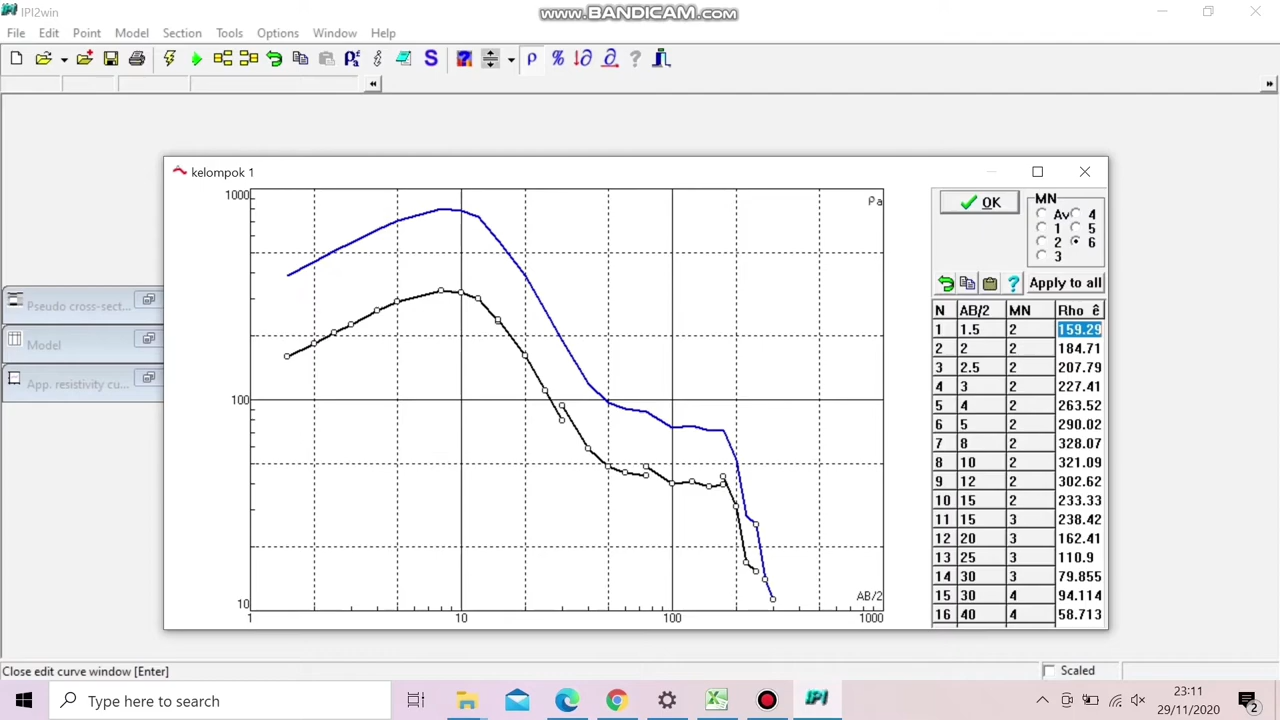 IPI2win
www.BANDICAM.com
File Edit Point Model Section Tools Options Window Help
ρ % ↓∂ ∂ ?
kelompok 1
1000
Pa
100
10
AB/2
1 10 100 1000
OK
MN
Av 4
1 5
2 6
3
Apply to all
N AB/2 MN Rho ê
1 1.5 2 159.29
2 2 2 184.71
3 2.5 2 207.79
4 3 2 227.41
5 4 2 263.52
6 5 2 290.02
7 8 2 328.07
8 10 2 321.09
9 12 2 302.62
10 15 2 233.33
11 15 3 238.42
12 20 3 162.41
13 25 3 110.9
14 30 3 79.855
15 30 4 94.114
16 40 4 58.713
Pseudo cross-sect...
Model
App. resistivity cu...
Close edit curve window [Enter]
Scaled
Type here to search
IPI
23:11
29/11/2020
2